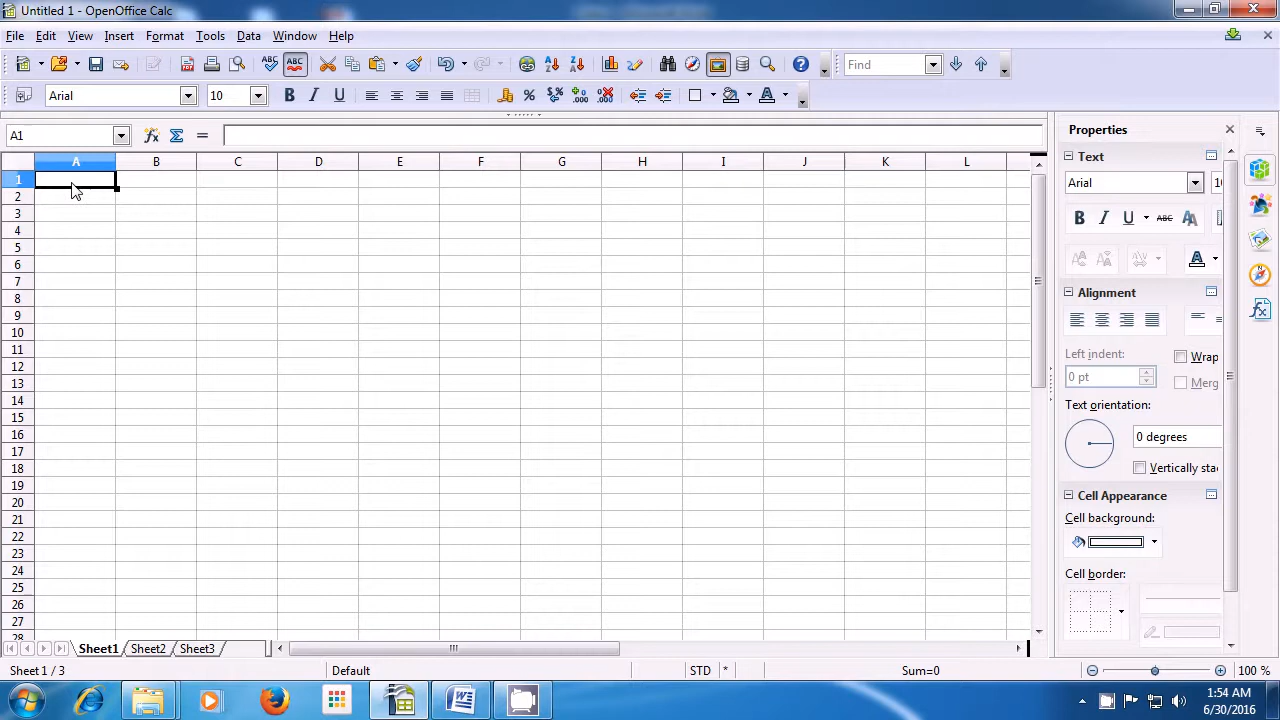 Untitled 1 - OpenOffice Calc
File Edit View Insert Format Tools Data Window Help
Find
Arial 10
A1
Properties
A B C D E F G H I J K L
1
2
3
4
5
6
7
8
9
10
11
12
13
14
15
16
17
18
19
20
21
22
23
24
25
26
27
28
Text
Arial 10
Alignment
Left indent: Wrap
0 pt Merg
Text orientation:
0 degrees
Vertically sta
Cell Appearance
Cell background:
Cell border:
Sheet1 Sheet2 Sheet3
Sheet 1 / 3 Default STD * Sum=0 100 %
1:54 AM
6/30/2016